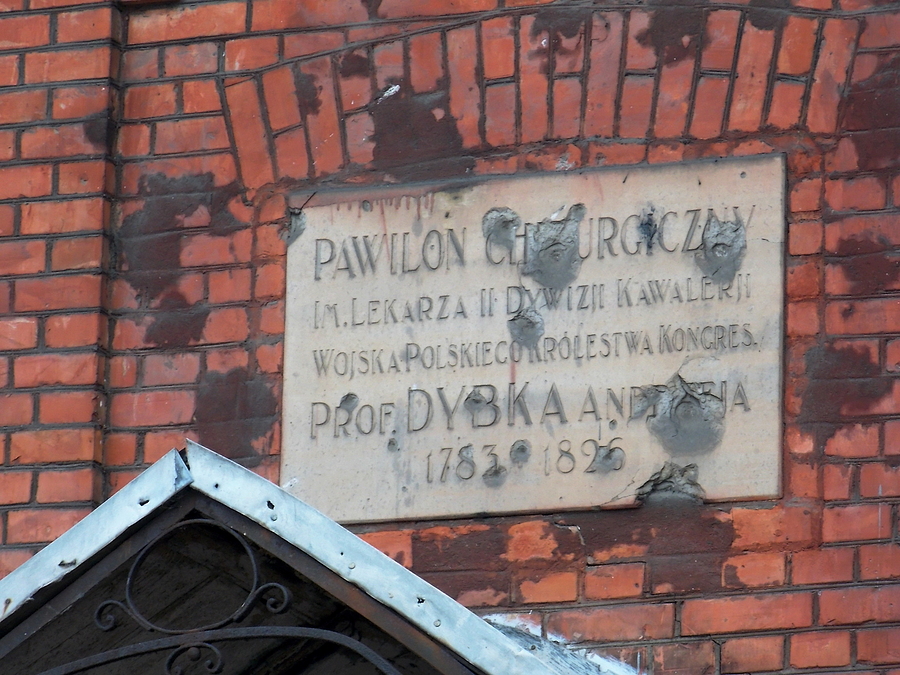 PAWILON CHIRURGICZNY
IM. LEKARZA II DYWIZJI KAWALERJI
WOJSKA POLSKIEGO KRÓLESTWA KONGRES.
PROF. DYBKA ANDRZEJA
1783 1826